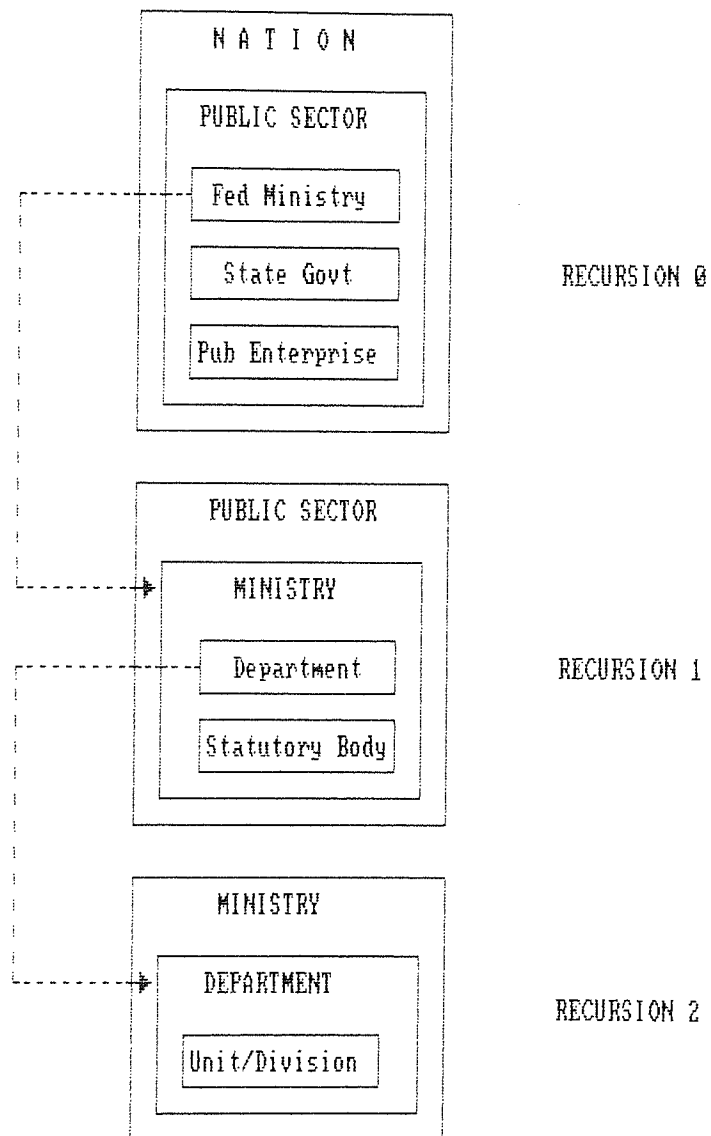 N A T I O N
PUBLIC SECTOR
Fed Ministry
State Govt
Pub Enterprise
RECURSION 0
PUBLIC SECTOR
MINISTRY
Department
Statutory Body
RECURSION 1
MINISTRY
DEPARTMENT
Unit/Division
RECURSION 2